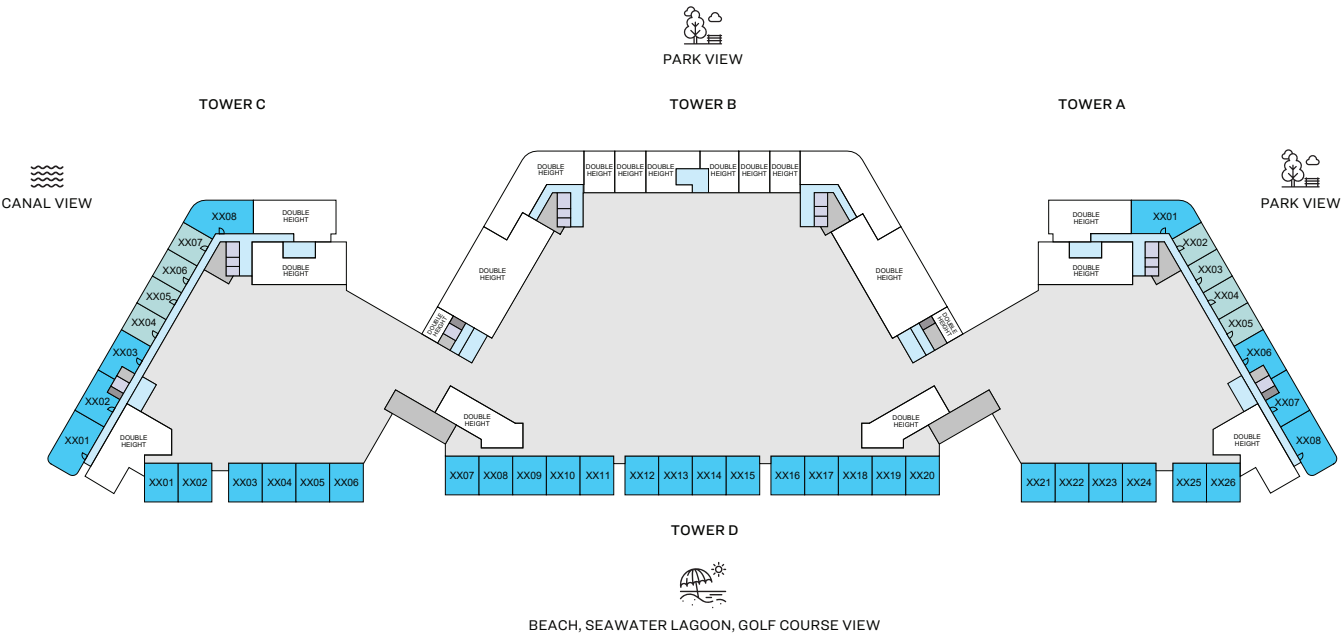 PARK VIEW
TOWER C
TOWER B
TOWER A
CANAL VIEW
PARK VIEW
XX08
DOUBLE
HEIGHT
XX07
DOUBLE
HEIGHT
XX06
XX05
XX04
XX03
XX02
XX01
DOUBLE
HEIGHT
DOUBLE
HEIGHT
DOUBLE
HEIGHT
DOUBLE
HEIGHT
DOUBLE
HEIGHT
DOUBLE
HEIGHT
DOUBLE
HEIGHT
DOUBLE
HEIGHT
DOUBLE
HEIGHT
DOUBLE
HEIGHT
DOUBLE
HEIGHT
DOUBLE
HEIGHT
DOUBLE
HEIGHT
DOUBLE
HEIGHT
DOUBLE
HEIGHT
XX01
DOUBLE
HEIGHT
XX02
XX03
XX04
XX05
XX06
XX07
XX08
DOUBLE
HEIGHT
XX01 XX02 XX03 XX04 XX05 XX06
XX07 XX08 XX09 XX10 XX11 XX12 XX13 XX14 XX15 XX16 XX17 XX18 XX19 XX20
XX21 XX22 XX23 XX24 XX25 XX26
TOWER D
BEACH, SEAWATER LAGOON, GOLF COURSE VIEW